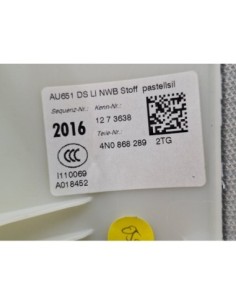 AU651 DS LI NWB Stoff pastellsil
Sequenz-Nr.: Kenn-Nr.:
2016 12 7 3638
Teile-Nr.:
4N0 868 289 2TG
CCC
I110069
A018452